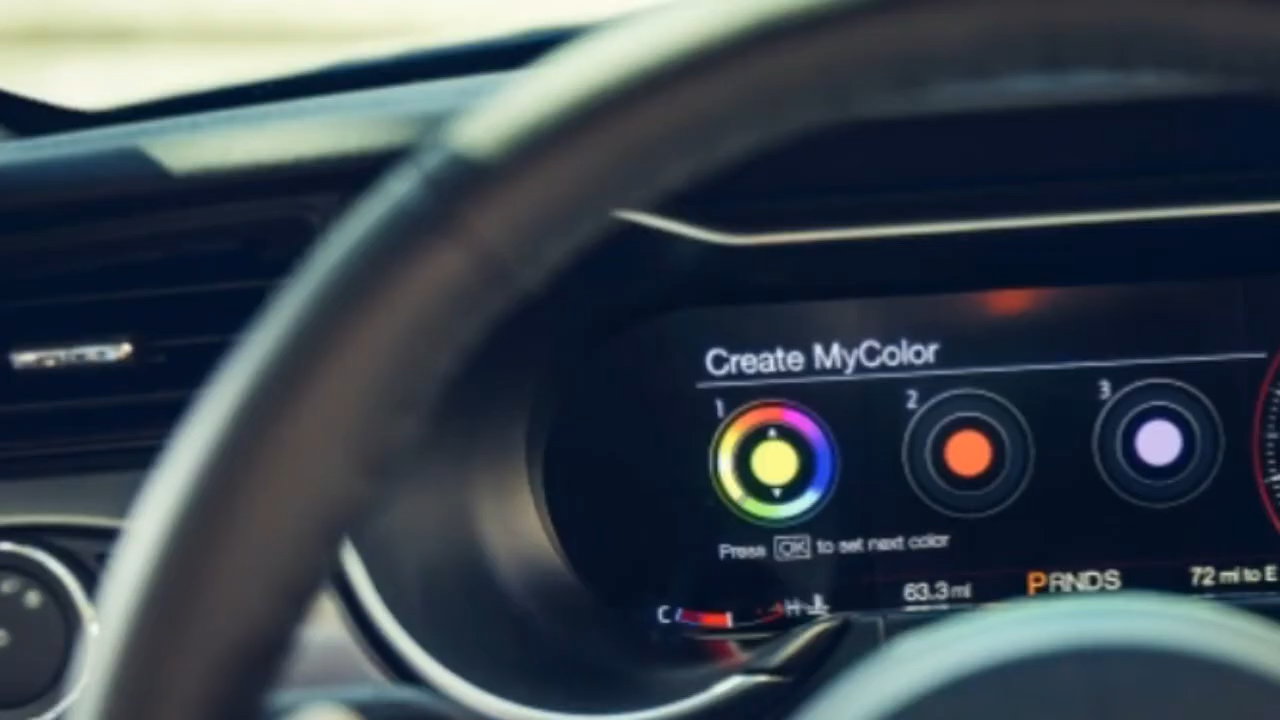 Create MyColor
1 2 3
Press OK to set next color
C H 63.3 mi PRNDS 72 mi to E